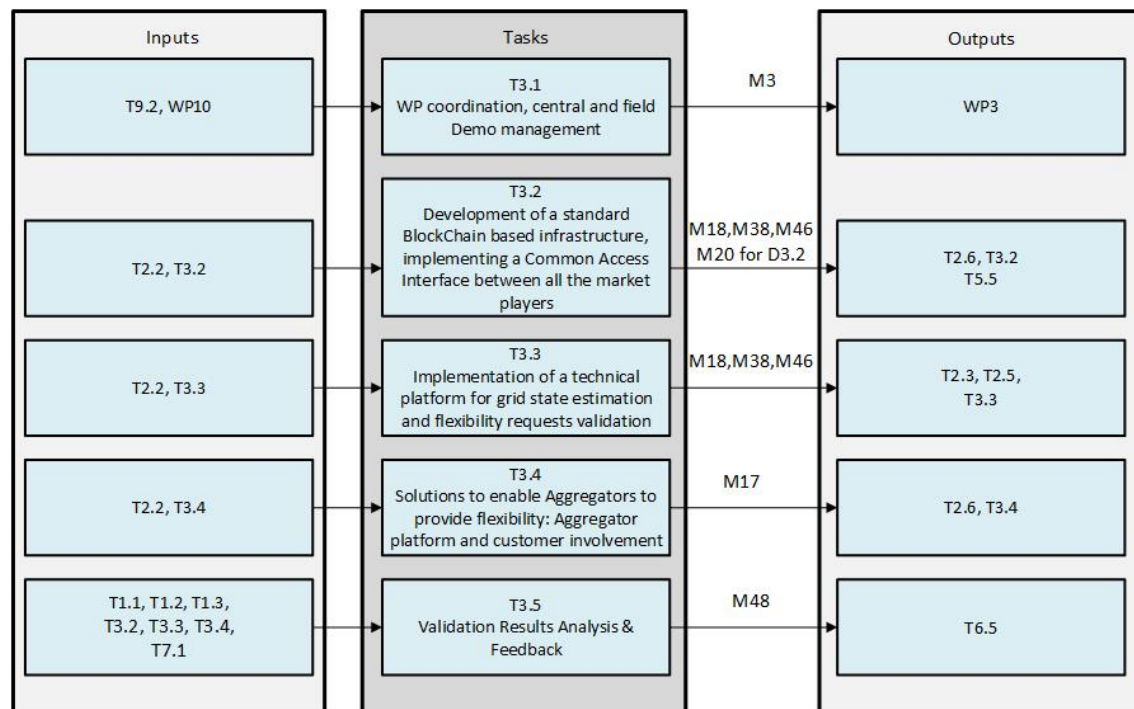 Inputs
Tasks
Outputs
T9.2, WP10
T3.1
WP coordination, central and field
Demo management
M3
WP3
T2.2, T3.2
T3.2
Development of a standard
BlockChain based infrastructure,
implementing a Common Access
Interface between all the market
players
M18,M38,M46
M20 for D3.2
T2.6, T3.2
T5.5
T2.2, T3.3
T3.3
Implementation of a technical
platform for grid state estimation
and flexibility requests validation
M18,M38,M46
T2.3, T2.5,
T3.3
T2.2, T3.4
T3.4
Solutions to enable Aggregators to
provide flexibility: Aggregator
platform and customer involvement
M17
T2.6, T3.4
T1.1, T1.2, T1.3,
T3.2, T3.3, T3.4,
T7.1
T3.5
Validation Results Analysis &
Feedback
M48
T6.5